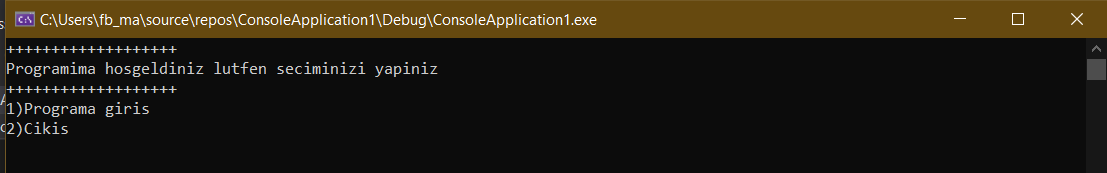 C:\Users\fb_ma\source\repos\ConsoleApplication1\Debug\ConsoleApplication1.exe
+++++++++++++++++++
Programima hosgeldiniz lutfen seciminizi yapiniz
+++++++++++++++++++
1)Programa giris
2)Cikis